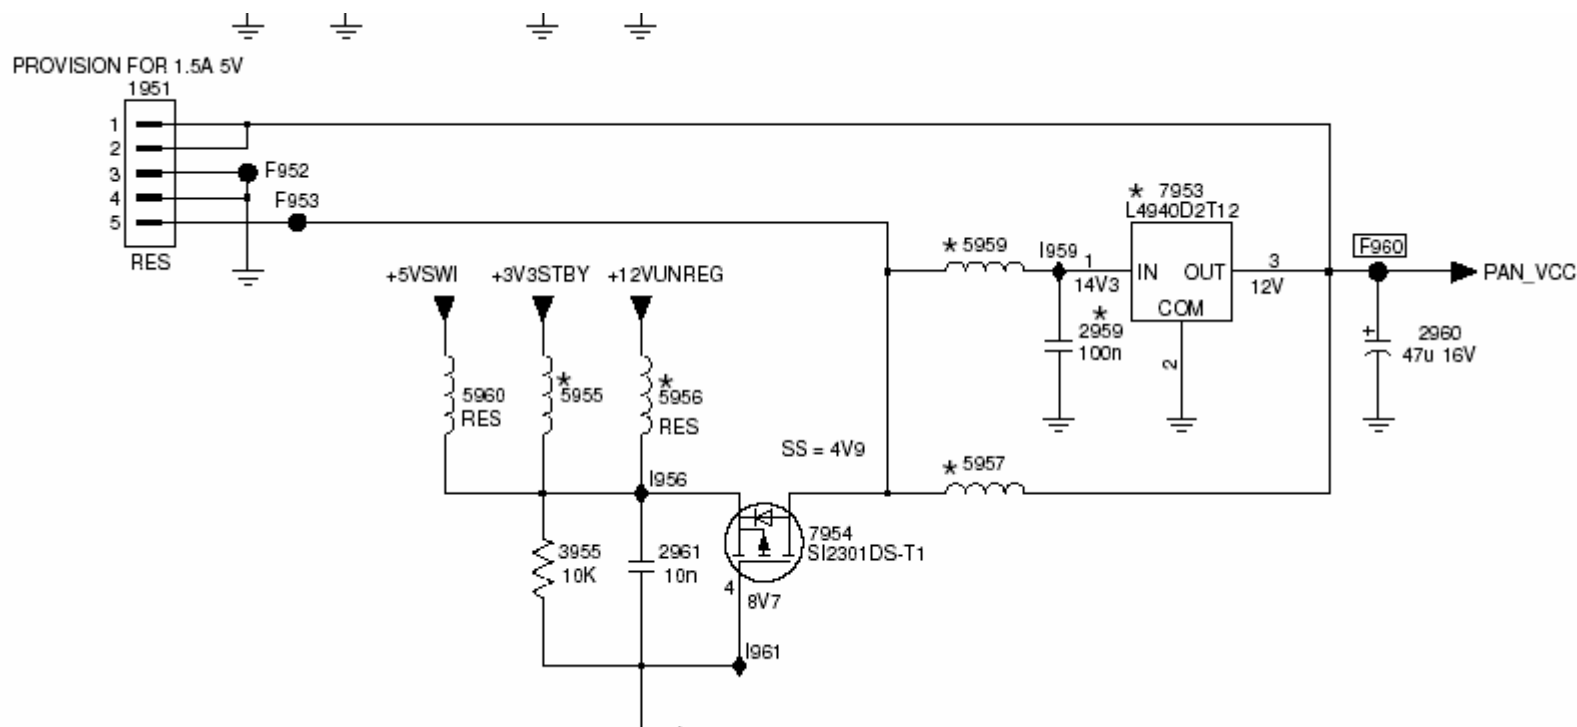 PROVISION FOR 1.5A 5V
1951
1
2
3
4
5
RES
F952
F953
+5VSWI
+3V3STBY
+12VUNREG
5960
RES
* 5955
* 5956
RES
I956
SS = 4V9
3955
10K
2961
10n
7954
SI2301DS-T1
4
8V7
I961
* 5959
I959
1
14V3
* 7953
L4940D2T12
IN OUT
COM
3
12V
2
*
2959
100n
F960
PAN_VCC
+
2960
47u 16V
* 5957